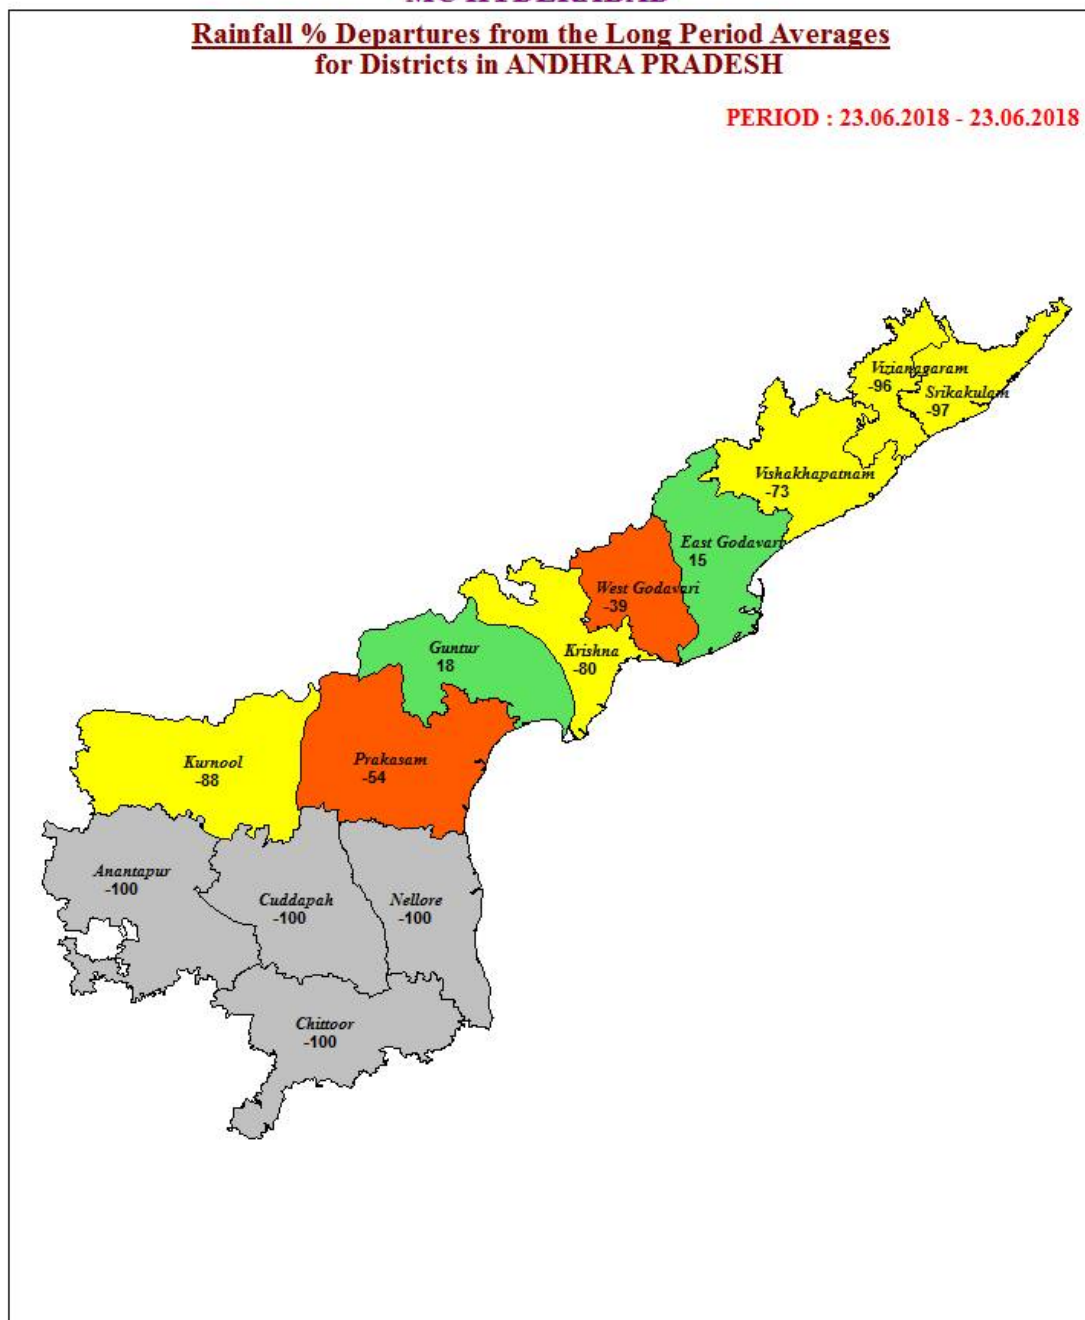 Rainfall % Departures from the Long Period Averages
for Districts in ANDHRA PRADESH
PERIOD : 23.06.2018 - 23.06.2018
Vizianagaram
-96
Srikakulam
-97
Vishakhapatnam
-73
East Godavari
15
West Godavari
-39
Krishna
-80
Guntur
18
Prakasam
-54
Kurnool
-88
Anantapur
-100
Cuddapah
-100
Nellore
-100
Chittoor
-100